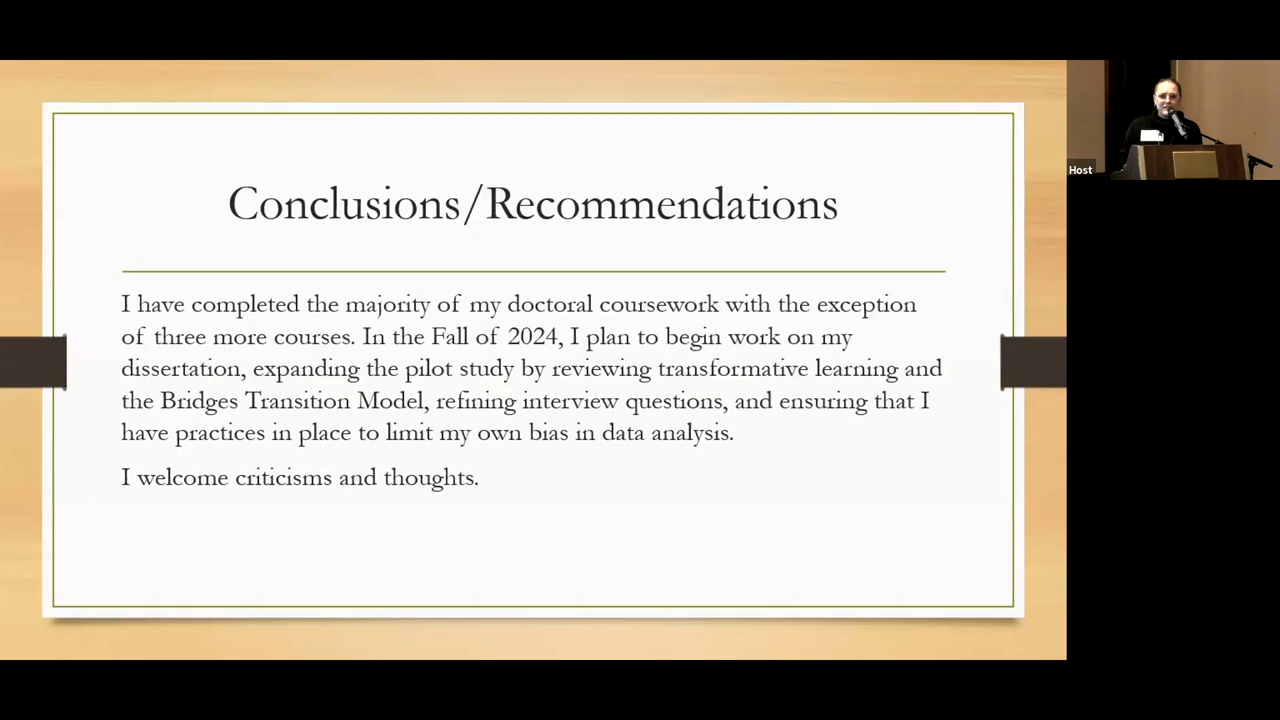 Conclusions/Recommendations
I have completed the majority of my doctoral coursework with the exception
of three more courses. In the Fall of 2024, I plan to begin work on my
dissertation, expanding the pilot study by reviewing transformative learning and
the Bridges Transition Model, refining interview questions, and ensuring that I
have practices in place to limit my own bias in data analysis.
I welcome criticisms and thoughts.
Host